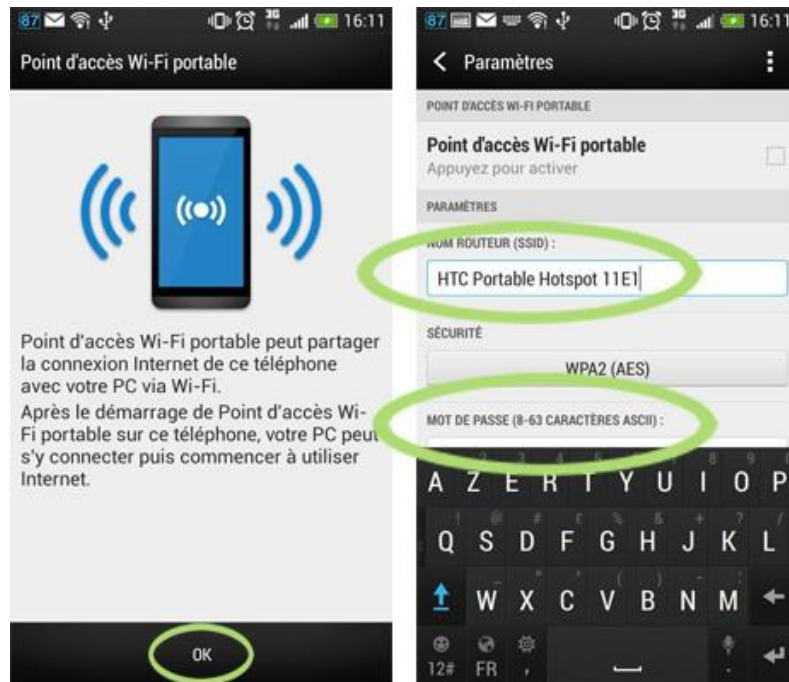 87 3G 16:11
Point d'accès Wi-Fi portable
Point d'accès Wi-Fi portable peut partager
la connexion Internet de ce téléphone
avec votre PC via Wi-Fi.
Après le démarrage de Point d'accès Wi-
Fi portable sur ce téléphone, votre PC peut
s'y connecter puis commencer à utiliser
Internet.
OK
87 3G 16:11
Paramètres
POINT D'ACCÈS WI-FI PORTABLE
Point d'accès Wi-Fi portable
Appuyez pour activer
PARAMÈTRES
NOM ROUTEUR (SSID) :
HTC Portable Hotspot 11E1
SÉCURITÉ
WPA2 (AES)
MOT DE PASSE (8-63 CARACTÈRES ASCII) :
A Z E R T Y U I O P
Q S D F G H J K L
W X C V B N M
12# FR , .